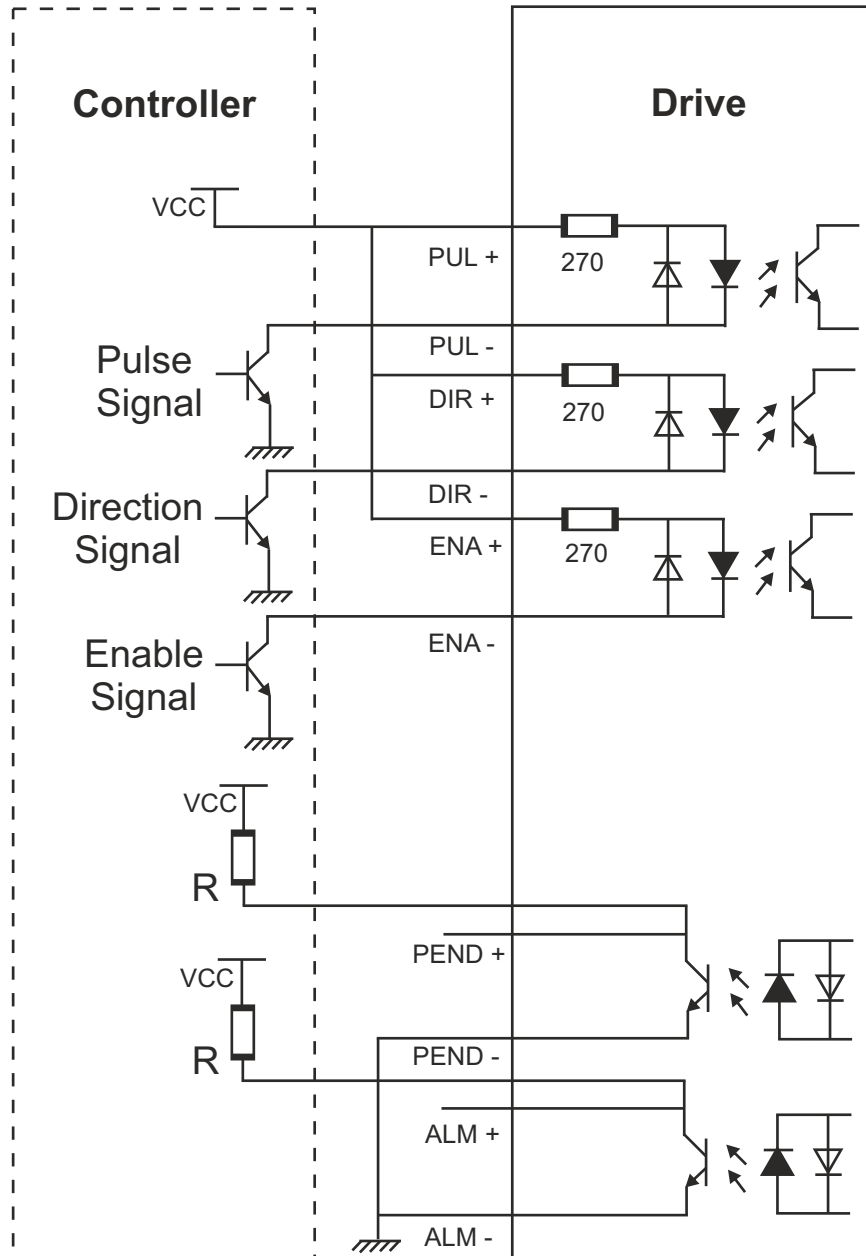 Controller
Drive
VCC
PUL +
270
PUL -
Pulse
Signal
DIR +
270
DIR -
Direction
Signal
ENA +
270
ENA -
Enable
Signal
VCC
R
PEND +
VCC
R
PEND -
ALM +
ALM -